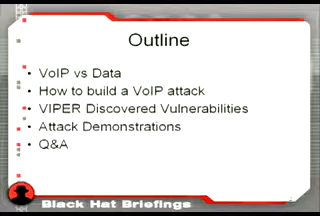 Outline
• VoIP vs Data
• How to build a VoIP attack
• VIPER Discovered Vulnerabilities
• Attack Demonstrations
• Q&A
Black Hat Briefings